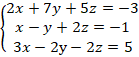 2x + 7y + 5z = −3
x − y + 2z = −1
3x − 2y − 2z = 5